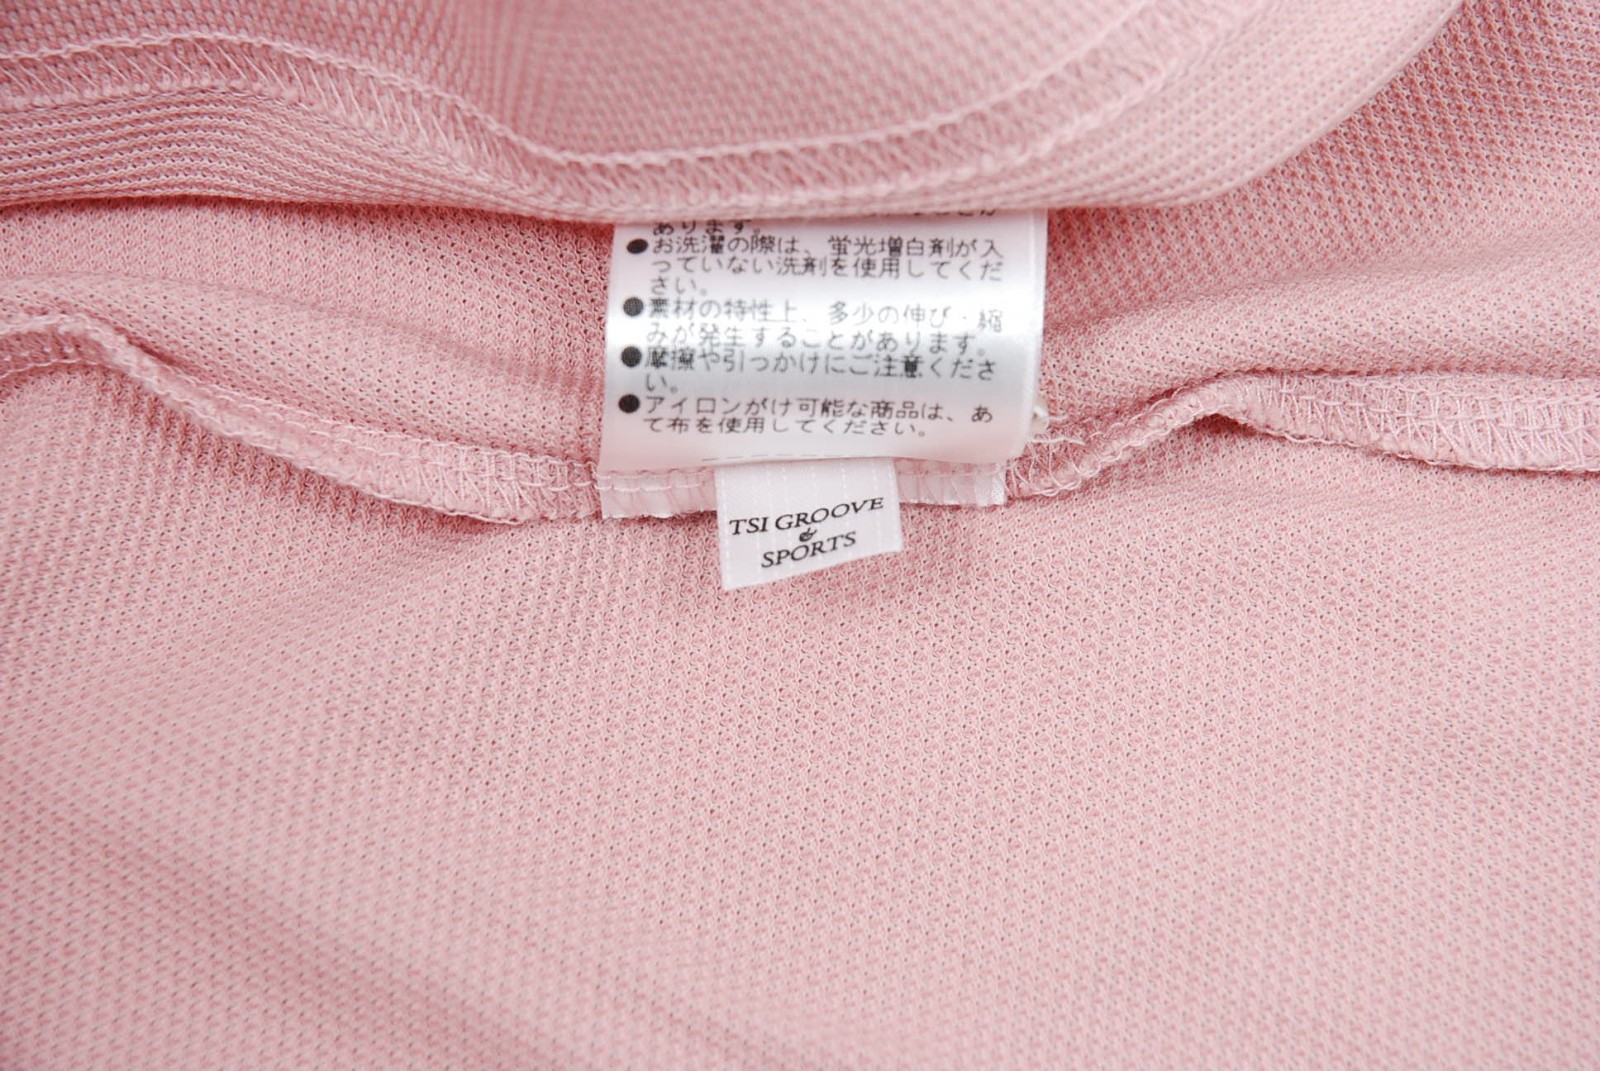 あります。
●お洗濯の際は、蛍光増白剤が入
っていない洗剤を使用してくだ
さい。
●素材の特性上、多少の伸び・縮
みが発生することがあります。
●摩擦や引っかけにご注意くださ
い。
●アイロンがけ可能な商品は、あ
て布を使用してください。
TSI GROOVE
&
SPORTS